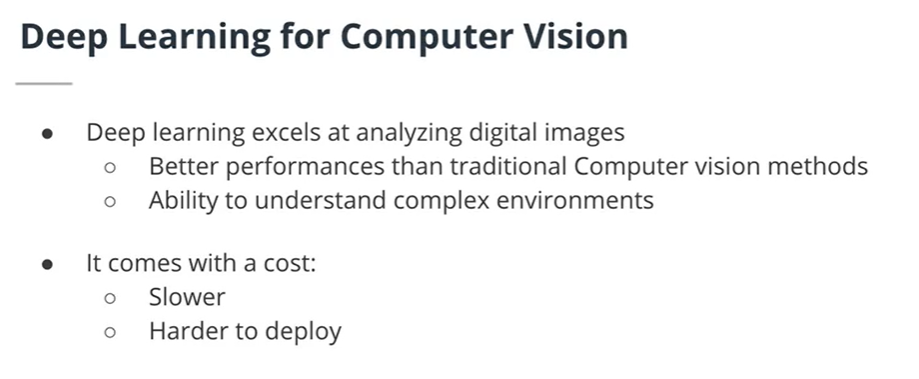 Deep Learning for Computer Vision
● Deep learning excels at analyzing digital images
○ Better performances than traditional Computer vision methods
○ Ability to understand complex environments
● It comes with a cost:
○ Slower
○ Harder to deploy